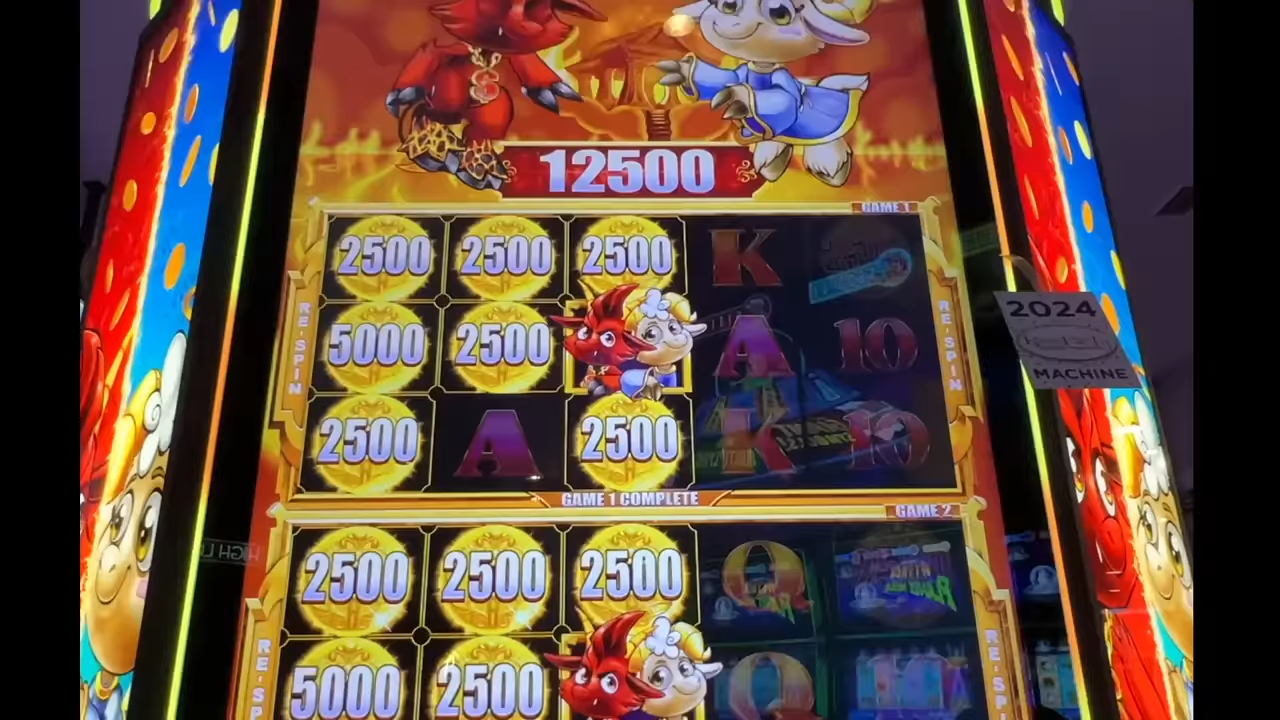 12500
GAME 1
2500 2500 2500 K
RE-SPIN
5000 2500 A 10
RE-SPIN
2500 A 2500 K 10
2024
MACHINE
GAME 1 COMPLETE
GAME 2
2500 2500 2500 Q
5000 2500 Q